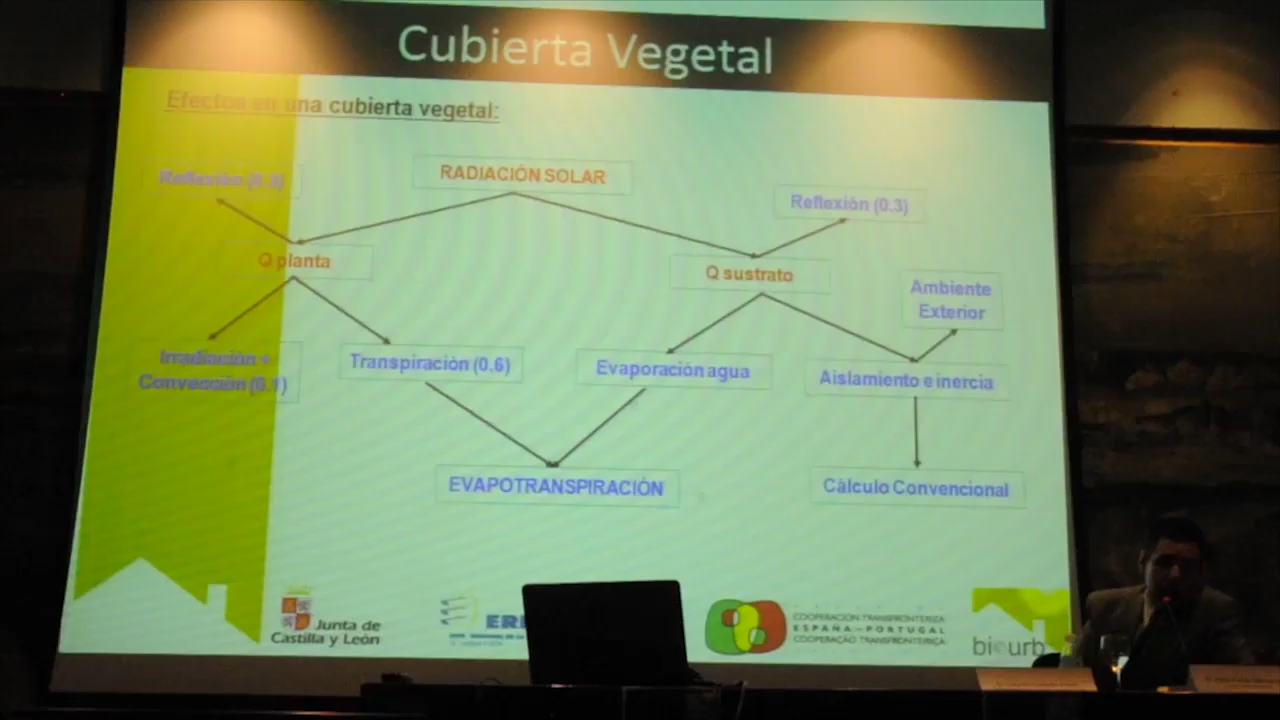 Cubierta Vegetal
Efectos en una cubierta vegetal:
RADIACIÓN SOLAR
Reflexión (0.3)
Reflexión (0.3)
Q planta
Q sustrato
Ambiente
Exterior
Irradiación +
Convección (0.1)
Transpiración (0.6)
Evaporación agua
Aislamiento e inercia
EVAPOTRANSPIRACIÓN
Cálculo Convencional
Junta de
Castilla y León
COOPERACION TRANSFRONTERIZA
ESPAÑA – PORTUGAL
COOPERAÇÃO TRANSFRONTEIRIÇA
biourb